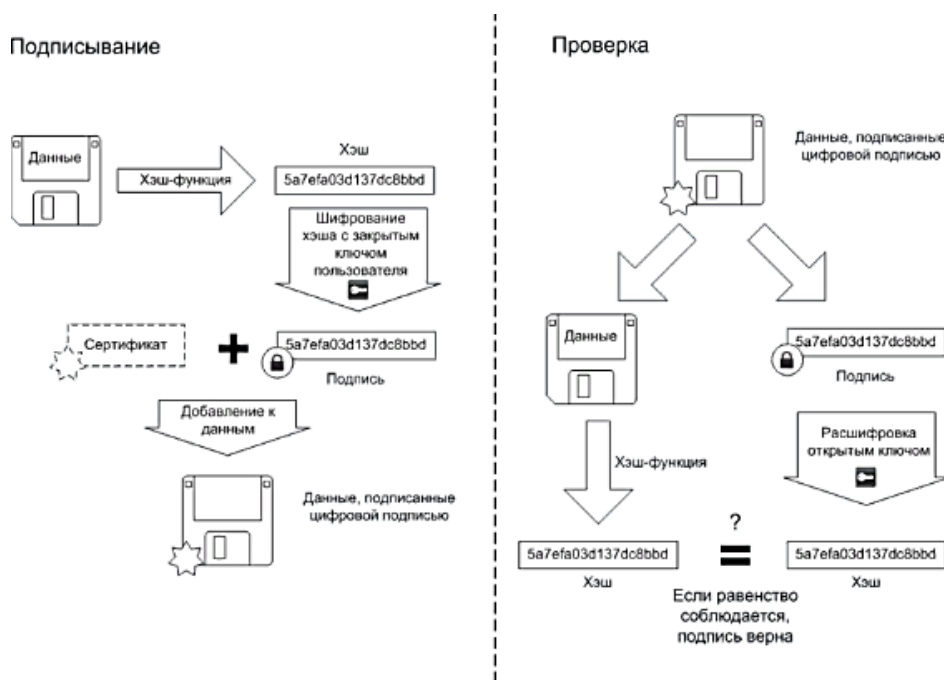 Подписывание
Данные
Хэш-функция
Хэш
5a7efa03d137dc8bbd
Шифрование
хэша с закрытым
ключом
пользователя
Сертификат
+
5a7efa03d137dc8bbd
Подпись
Добавление к
данным
Данные, подписанные
цифровой подписью
Проверка
Данные, подписанные
цифровой подписью
Данные
5a7efa03d137dc8bbd
Подпись
Хэш-функция
Расшифровка
открытым ключом
5a7efa03d137dc8bbd
Хэш
?
=
5a7efa03d137dc8bbd
Хэш
Если равенство
соблюдается,
подпись верна